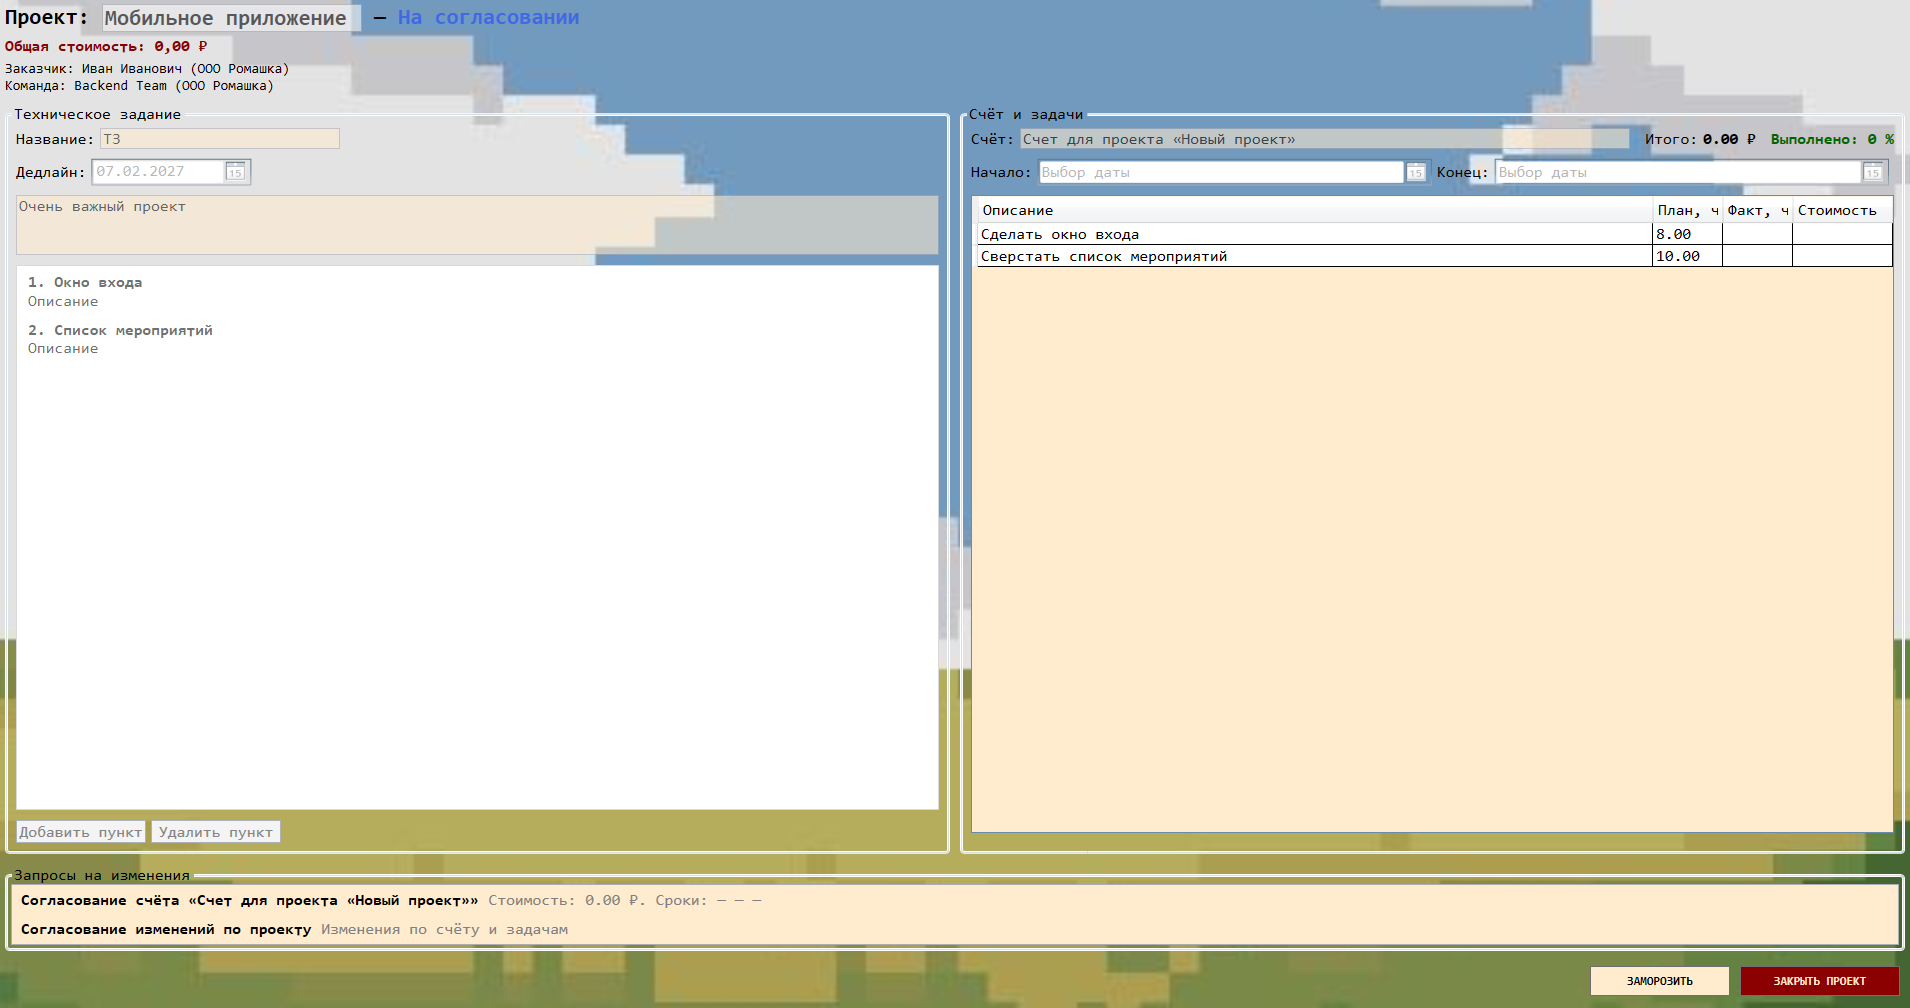 Проект: Мобильное приложение — На согласовании
Общая стоимость: 0,00 ₽
Заказчик: Иван Иванович (ООО Ромашка)
Команда: Backend Team (ООО Ромашка)
Техническое задание
Название: ТЗ
Дедлайн: 07.02.2027 15
Очень важный проект
1. Окно входа
Описание
2. Список мероприятий
Описание
Добавить пункт Удалить пункт
Счёт и задачи
Счёт: Счет для проекта «Новый проект» Итого: 0.00 ₽ Выполнено: 0 %
Начало: Выбор даты 15 Конец: Выбор даты 15
Описание План, ч Факт, ч Стоимость
Сделать окно входа 8.00
Сверстать список мероприятий 10.00
Запросы на изменения
Согласование счёта «Счет для проекта «Новый проект»» Стоимость: 0.00 ₽. Сроки: — — —
Согласование изменений по проекту Изменения по счёту и задачам
ЗАМОРОЗИТЬ ЗАКРЫТЬ ПРОЕКТ